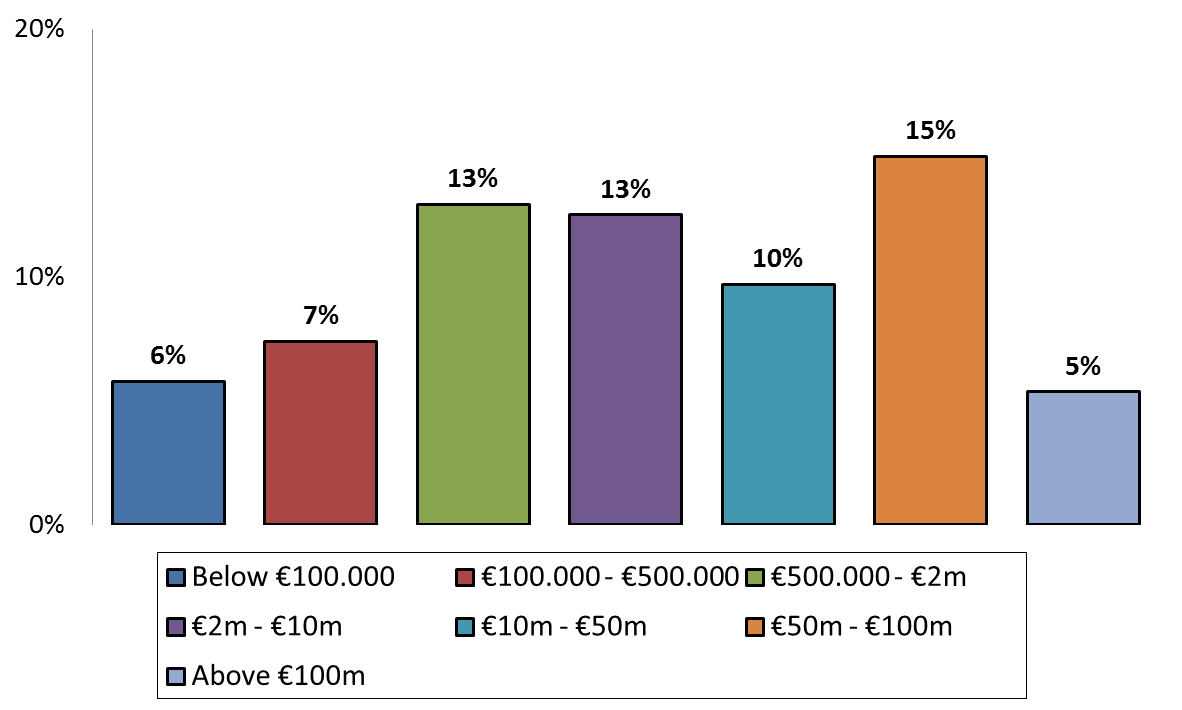 20%
15%
13%
13%
10%
10%
7%
6%
5%
0%
Below €100.000
€100.000 - €500.000
€500.000 - €2m
€2m - €10m
€10m - €50m
€50m - €100m
Above €100m